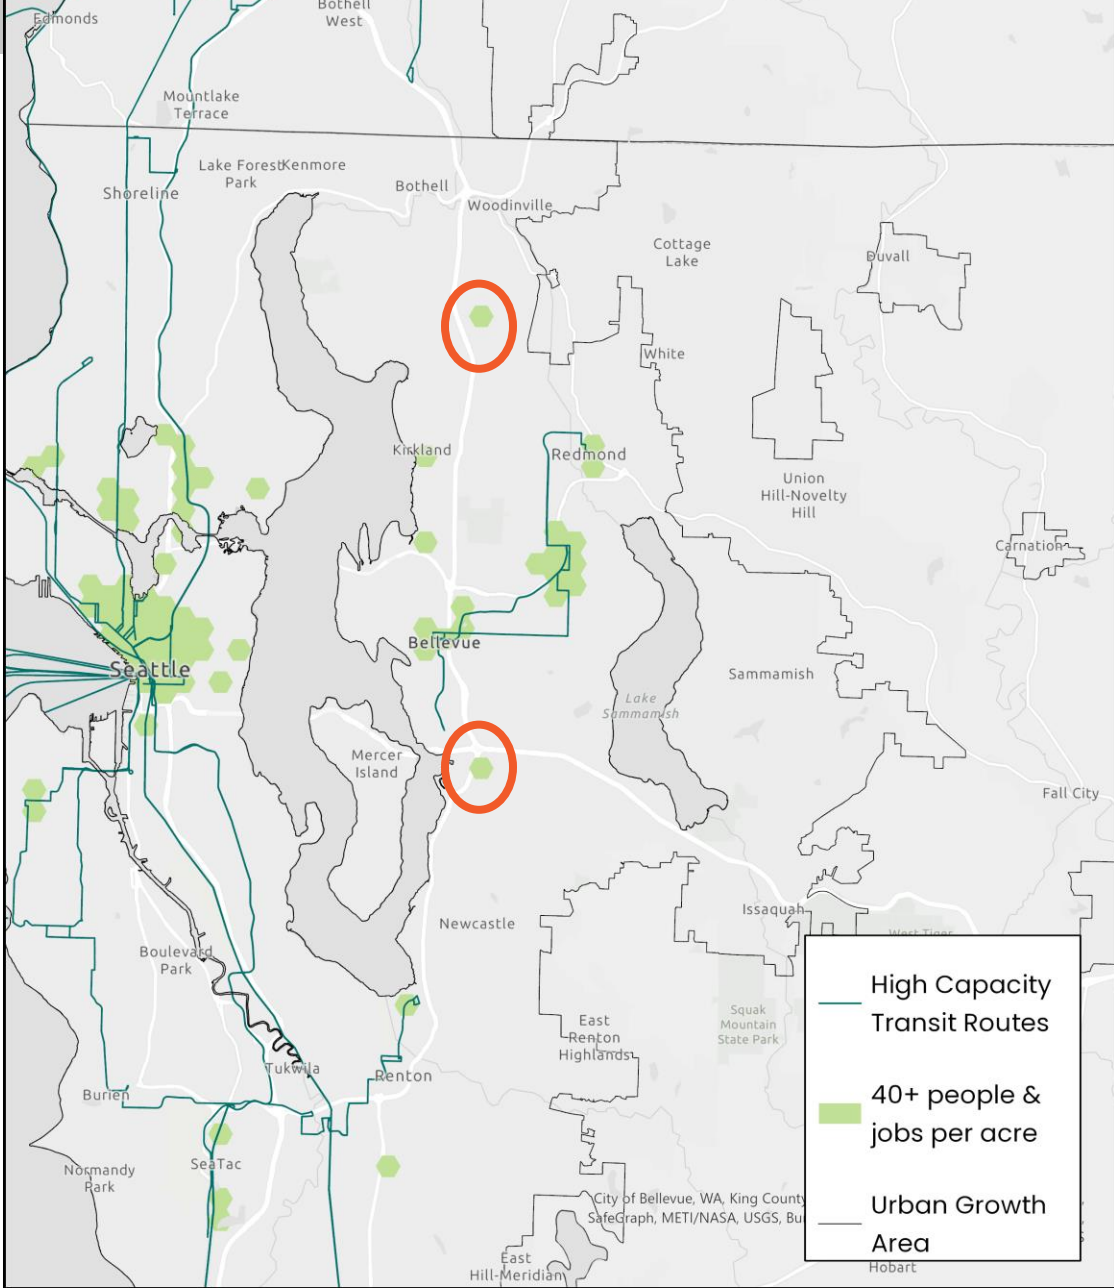 Edmonds
Bothell
West
Mountlake
Terrace
Lake Forest
Park
Kenmore
Shoreline
Bothell
Woodinville
Cottage
Lake
Duvall
White
Kirkland
Redmond
Union
Hill-Novelty
Hill
Carnation
Bellevue
Seattle
Sammamish
Lake
Sammamish
Mercer
Island
Fall City
Newcastle
Issaquah
West Tiger
Boulevard
Park
Squak
Mountain
State Park
East
Renton
Highlands
Tukwila
Renton
Burien
SeaTac
Normandy
Park
City of Bellevue, WA, King County
SafeGraph, METI/NASA, USGS,
East
Hill-Meridian
Hobart
High Capacity
Transit Routes
40+ people &
jobs per acre
Urban Growth
Area